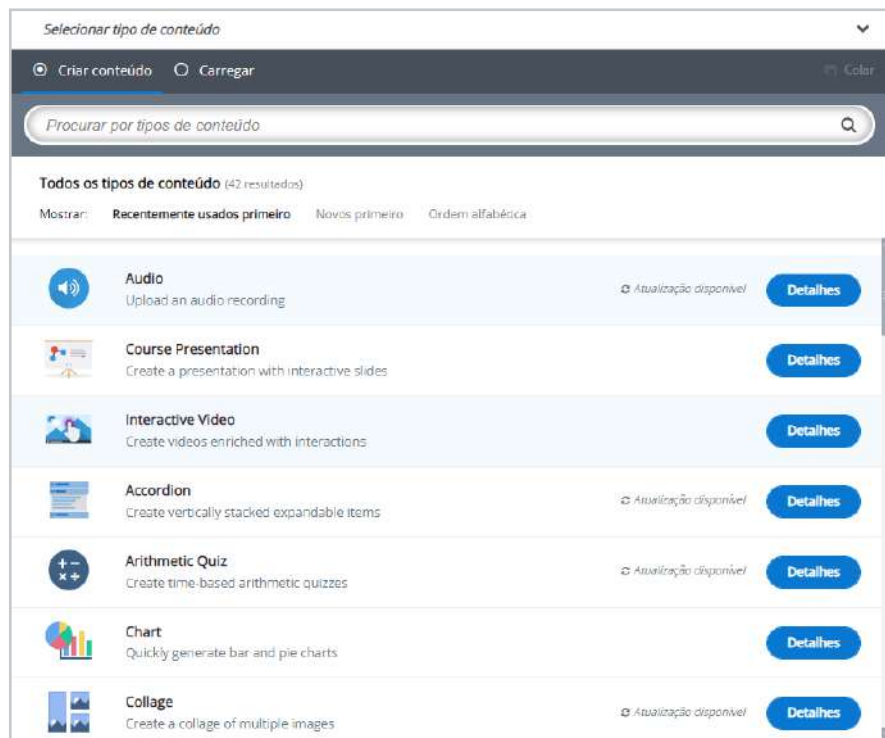 Selecionar tipo de conteúdo
Criar conteúdo Carregar Colar
Procurar por tipos de conteúdo
Todos os tipos de conteúdo (42 resultados)
Mostrar: Recentemente usados primeiro Novos primeiro Ordem alfabética
Audio
Upload an audio recording
Atualização disponível
Detalhes
Course Presentation
Create a presentation with interactive slides
Detalhes
Interactive Video
Create videos enriched with interactions
Detalhes
Accordion
Create vertically stacked expandable items
Atualização disponível
Detalhes
Arithmetic Quiz
Create time-based arithmetic quizzes
Atualização disponível
Detalhes
Chart
Quickly generate bar and pie charts
Detalhes
Collage
Create a collage of multiple images
Atualização disponível
Detalhes